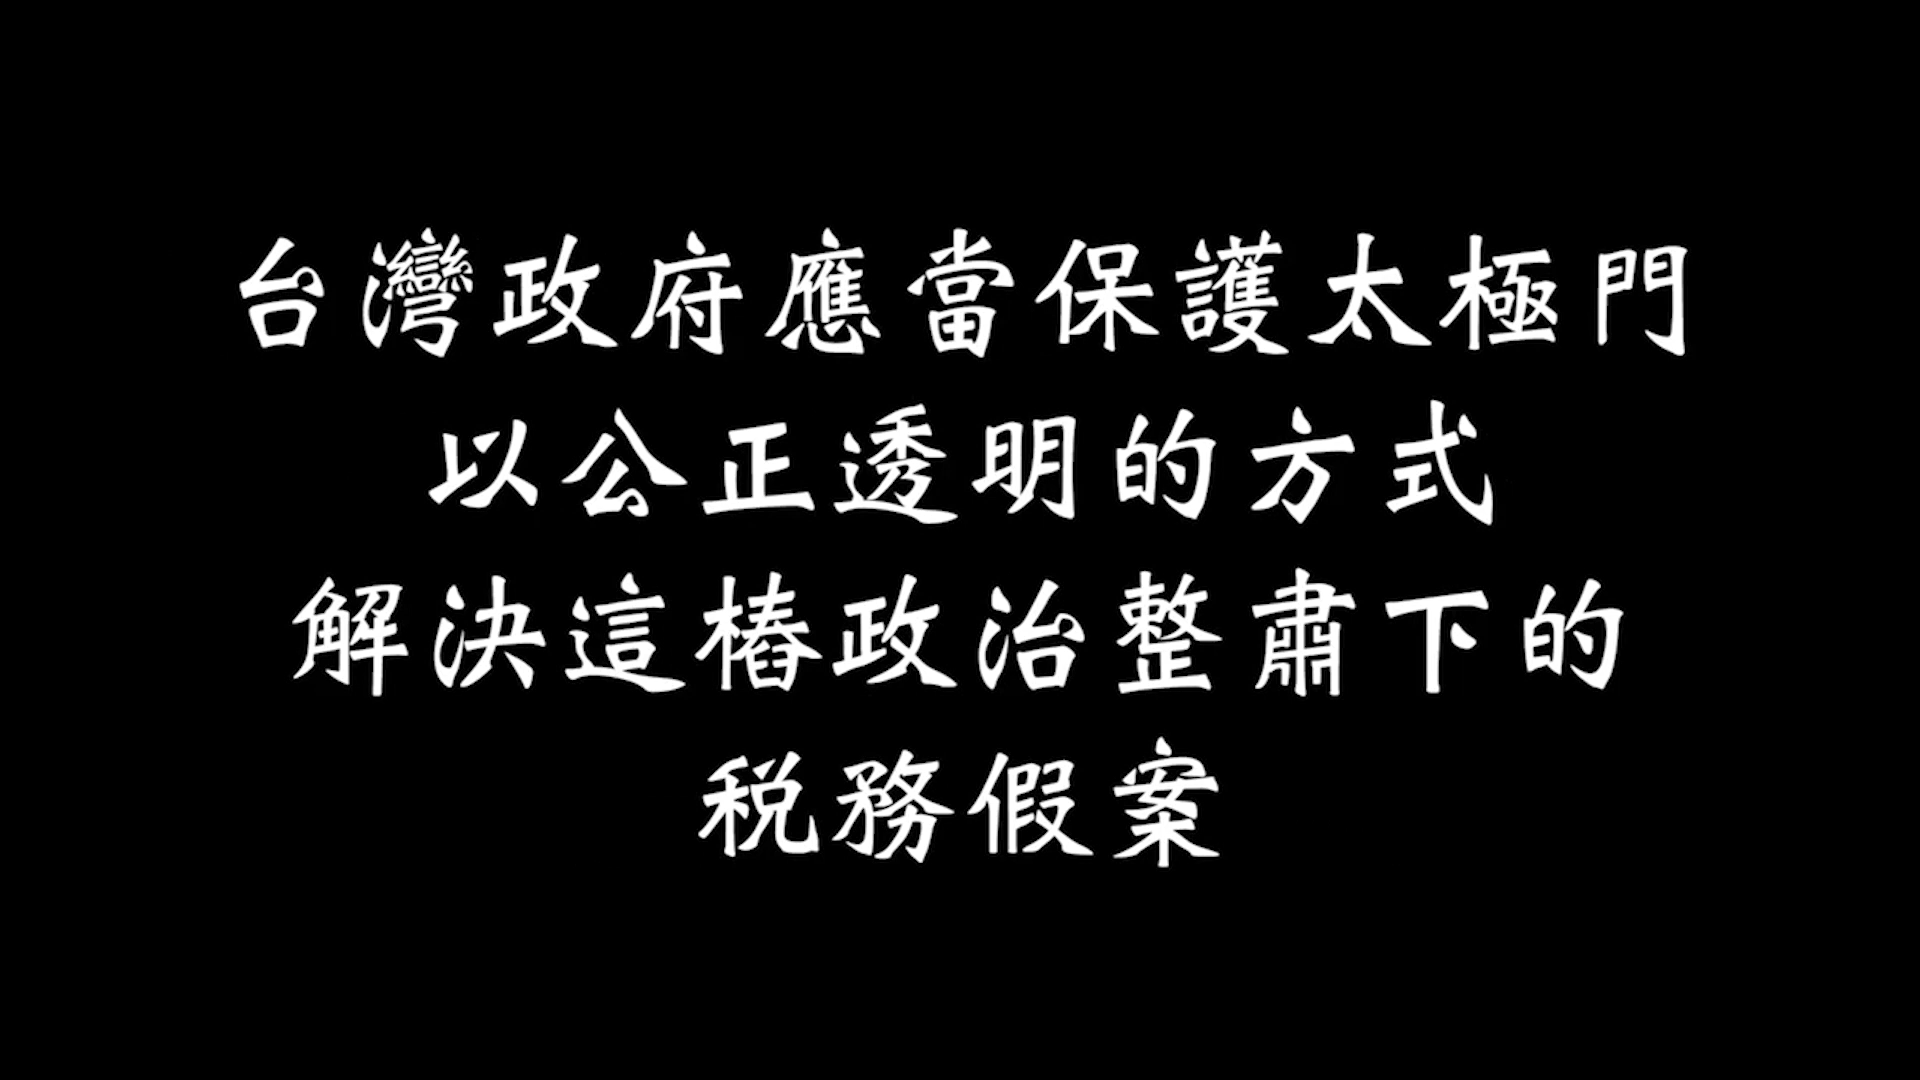 台灣政府應當保護太極門
以公正透明的方式
解決這樁政治整肅下的
稅務假案